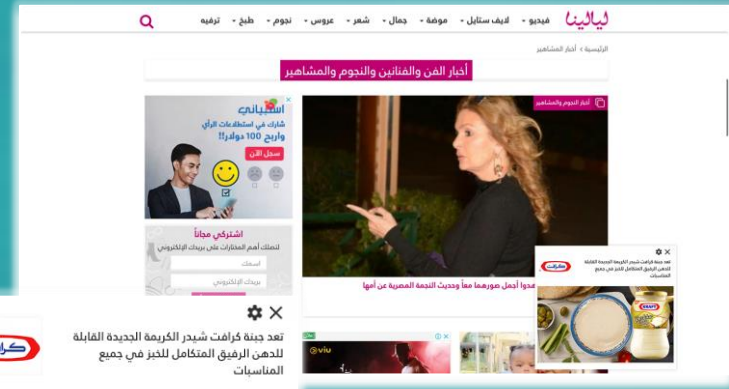 ليالينا
فيديو
لايف ستايل
موضة
جمال
شعر
عروس
نجوم
طبخ
ترفيه
الرئيسية > أخبار المشاهير
أخبار الفن والفنانين والنجوم والمشاهير
أخبار النجوم والمشاهير
شارك في استطلاعات الرأي
واربح 100 دولار!!
سجل الآن
اشتركي مجاناً
لتصلك أهم المختارات على بريدك الإلكتروني
اسمك
بريدك الإلكتروني
هدوا أجمل صورهما معاً وحديث النجمة المصرية عن أمها
تعد جبنة كرافت شيدر الكريمة الجديدة القابلة
للدهن الرفيق المتكامل للخبز في جميع
المناسبات
كرافت
KRAFT
viu
تعد جبنة كرافت شيدر الكريمة الجديدة القابلة
للدهن الرفيق المتكامل للخبز في جميع
المناسبات